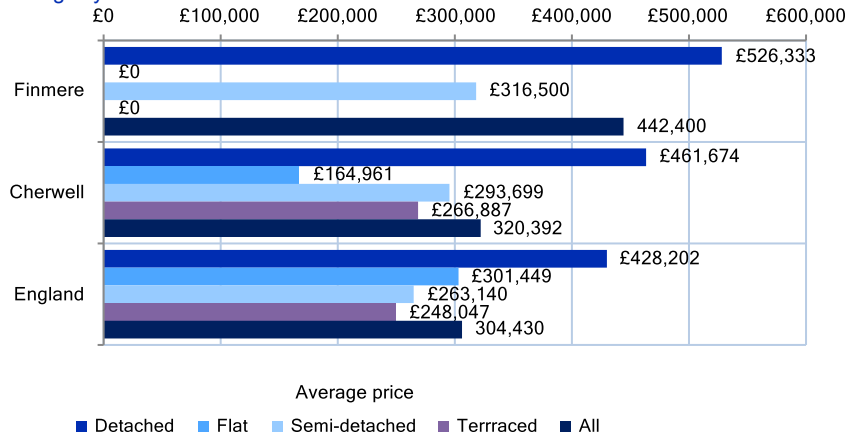 £0 £100,000 £200,000 £300,000 £400,000 £500,000 £600,000
£526,333
£0
Finmere £316,500
£0
442,400
£461,674
£164,961
Cherwell £293,699
£266,887
320,392
£428,202
£301,449
England £263,140
£248,047
304,430
Average price
Detached Flat Semi-detached Terrraced All